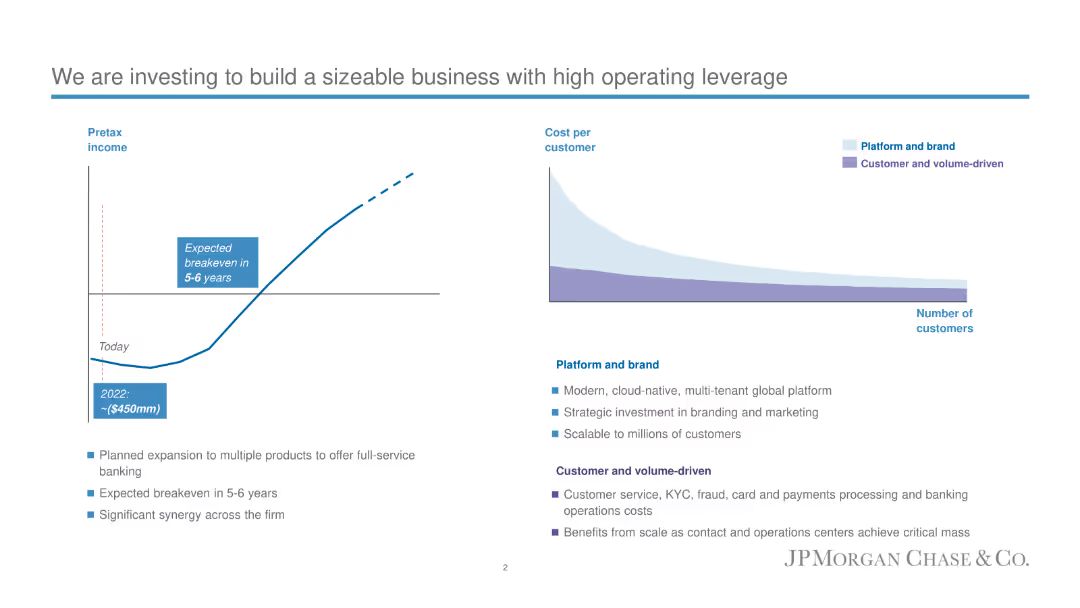 We are investing to build a sizeable business with high operating leverage
Pretax
income
Expected
breakeven in
5-6 years
Today
2022:
~($450mm)
Planned expansion to multiple products to offer full-service
banking
Expected breakeven in 5-6 years
Significant synergy across the firm
Cost per
customer
Platform and brand
Customer and volume-driven
Number of
customers
Platform and brand
Modern, cloud-native, multi-tenant global platform
Strategic investment in branding and marketing
Scalable to millions of customers
Customer and volume-driven
Customer service, KYC, fraud, card and payments processing and banking
operations costs
Benefits from scale as contact and operations centers achieve critical mass
2
JPMORGAN CHASE & CO.